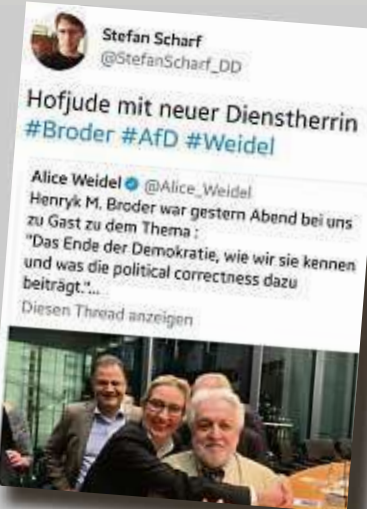 Stefan Scharf
@StefanScharf_DD
Hofjude mit neuer Dienstherrin
#Broder #AfD #Weidel
Alice Weidel @Alice_Weidel
Henryk M. Broder war gestern Abend bei uns
zu Gast zu dem Thema :
"Das Ende der Demokratie, wie wir sie kennen
und was die political correctness dazu
beiträgt."...
Diesen Thread anzeigen